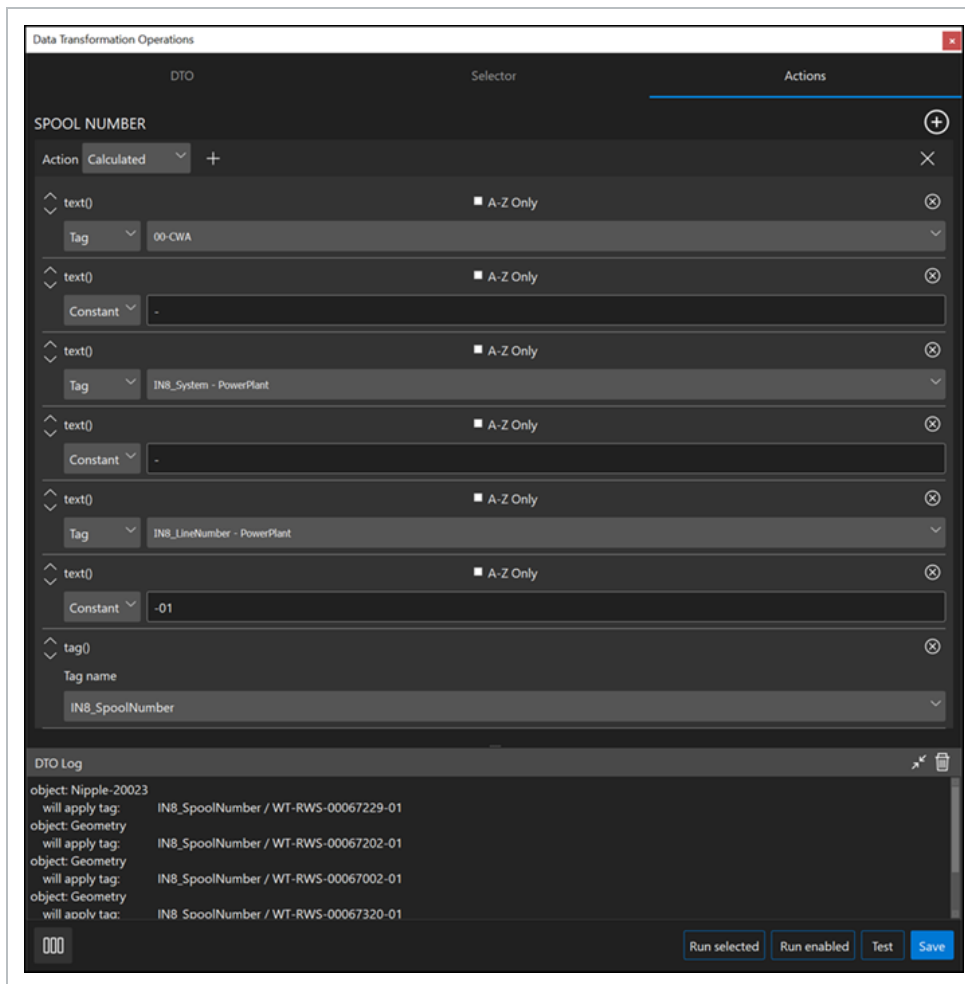 Data Transformation Operations
DTO Selector Actions
SPOOL NUMBER
Action Calculated
text() A-Z Only
Tag 00-CWA
text() A-Z Only
Constant -
text() A-Z Only
Tag IN8_System - PowerPlant
text() A-Z Only
Constant -
text() A-Z Only
Tag IN8_LineNumber - PowerPlant
text() A-Z Only
Constant -01
tag()
Tag name
IN8_SpoolNumber
DTO Log
object: Nipple-20023
will apply tag: IN8_SpoolNumber / WT-RWS-00067229-01
object: Geometry
will apply tag: IN8_SpoolNumber / WT-RWS-00067202-01
object: Geometry
will apply tag: IN8_SpoolNumber / WT-RWS-00067002-01
object: Geometry
will apply tag: IN8_SpoolNumber / WT-RWS-00067320-01
Run selected Run enabled Test Save